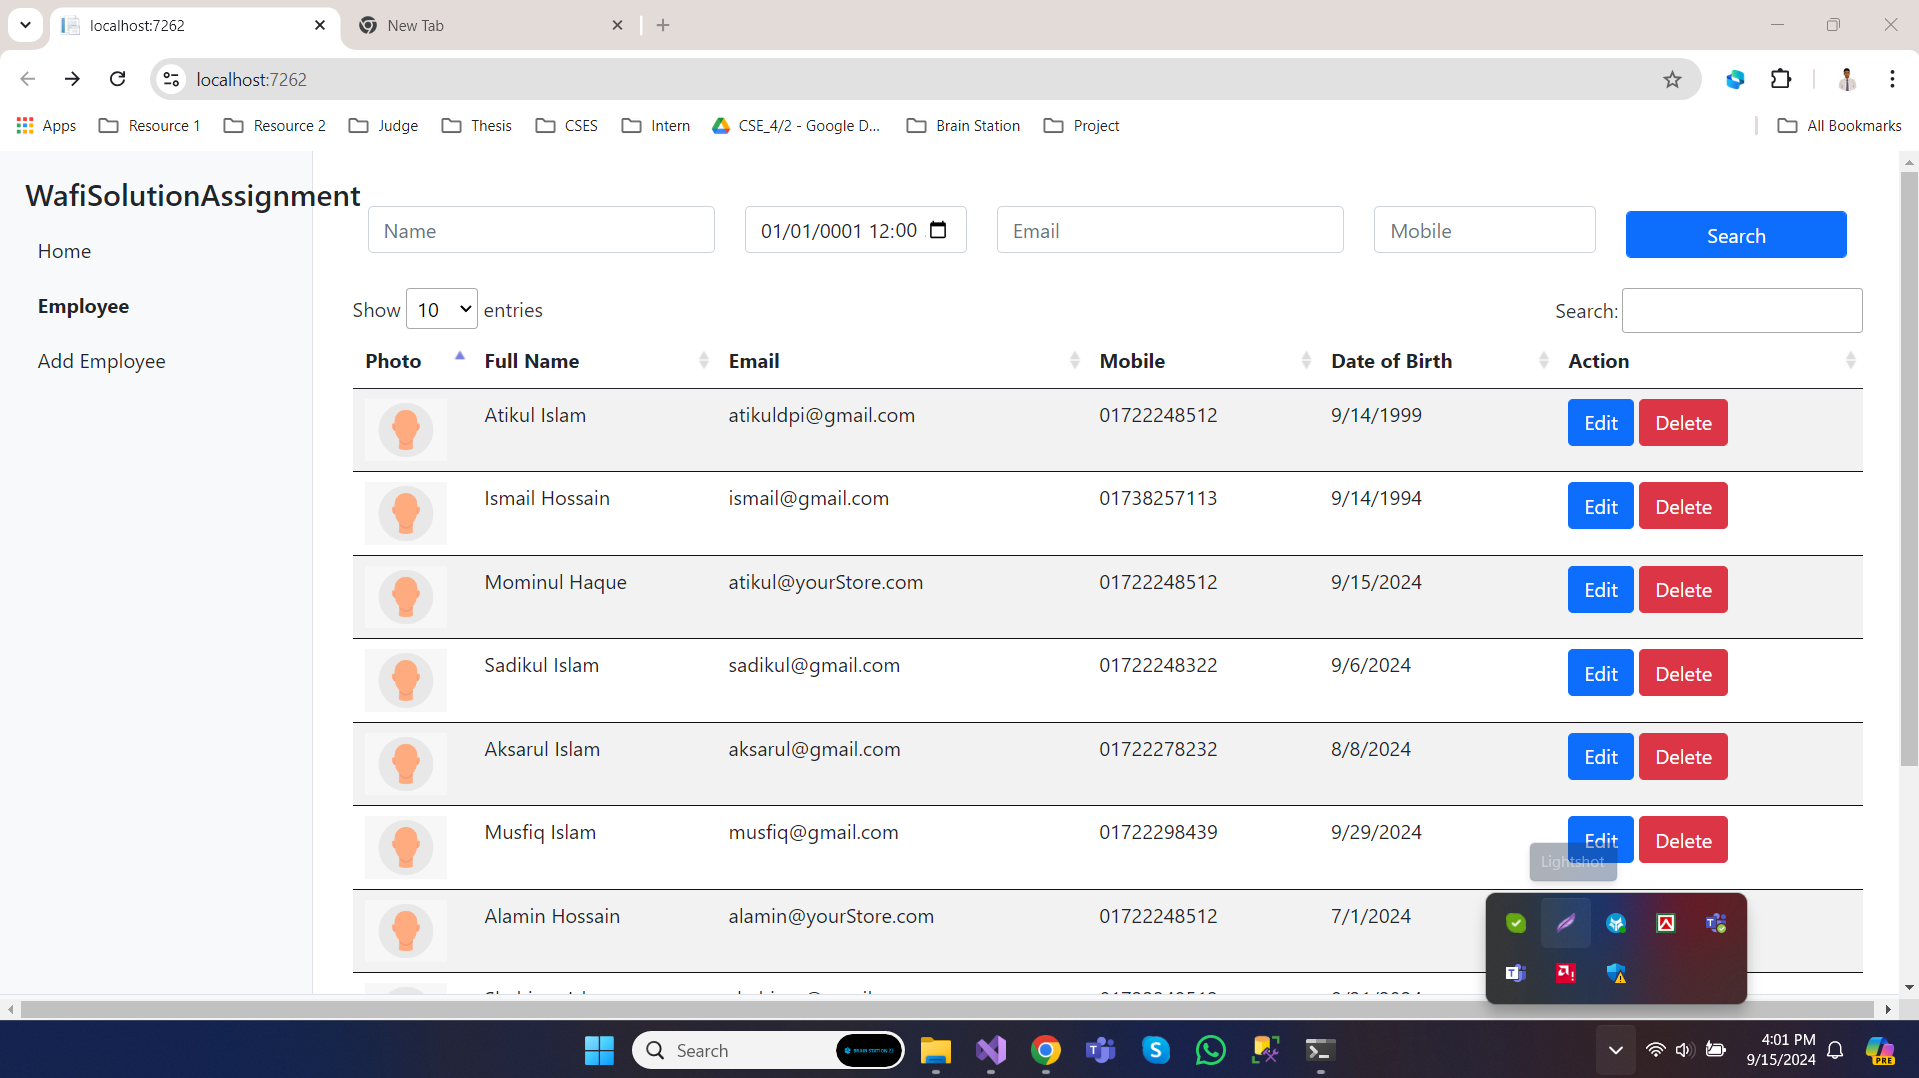 localhost:7262
New Tab
localhost:7262
Apps Resource 1 Resource 2 Judge Thesis CSES Intern CSE_4/2 - Google D... Brain Station Project All Bookmarks
WafiSolutionAssignment
Home
Employee
Add Employee
Name 01/01/0001 12:00 Email Mobile Search
Show 10 entries Search:
Photo Full Name Email Mobile Date of Birth Action
Atikul Islam atikuldpi@gmail.com 01722248512 9/14/1999 Edit Delete
Ismail Hossain ismail@gmail.com 01738257113 9/14/1994 Edit Delete
Mominul Haque atikul@yourStore.com 01722248512 9/15/2024 Edit Delete
Sadikul Islam sadikul@gmail.com 01722248322 9/6/2024 Edit Delete
Aksarul Islam aksarul@gmail.com 01722278232 8/8/2024 Edit Delete
Musfiq Islam musfiq@gmail.com 01722298439 9/29/2024 Edit Delete
Lightshot
Alamin Hossain alamin@yourStore.com 01722248512 7/1/2024
Search
BRAIN STATION 23
4:01 PM
9/15/2024
PRE